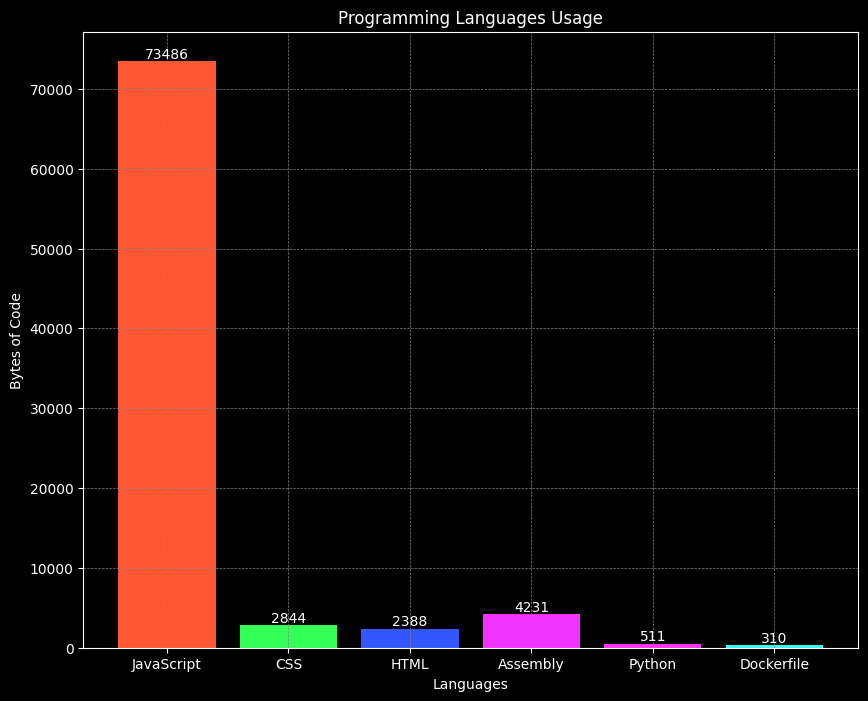 Programming Languages Usage
Bytes of Code
70000
60000
50000
40000
30000
20000
10000
0
73486
2844
2388
4231
511
310
JavaScript
CSS
HTML
Assembly
Python
Dockerfile
Languages